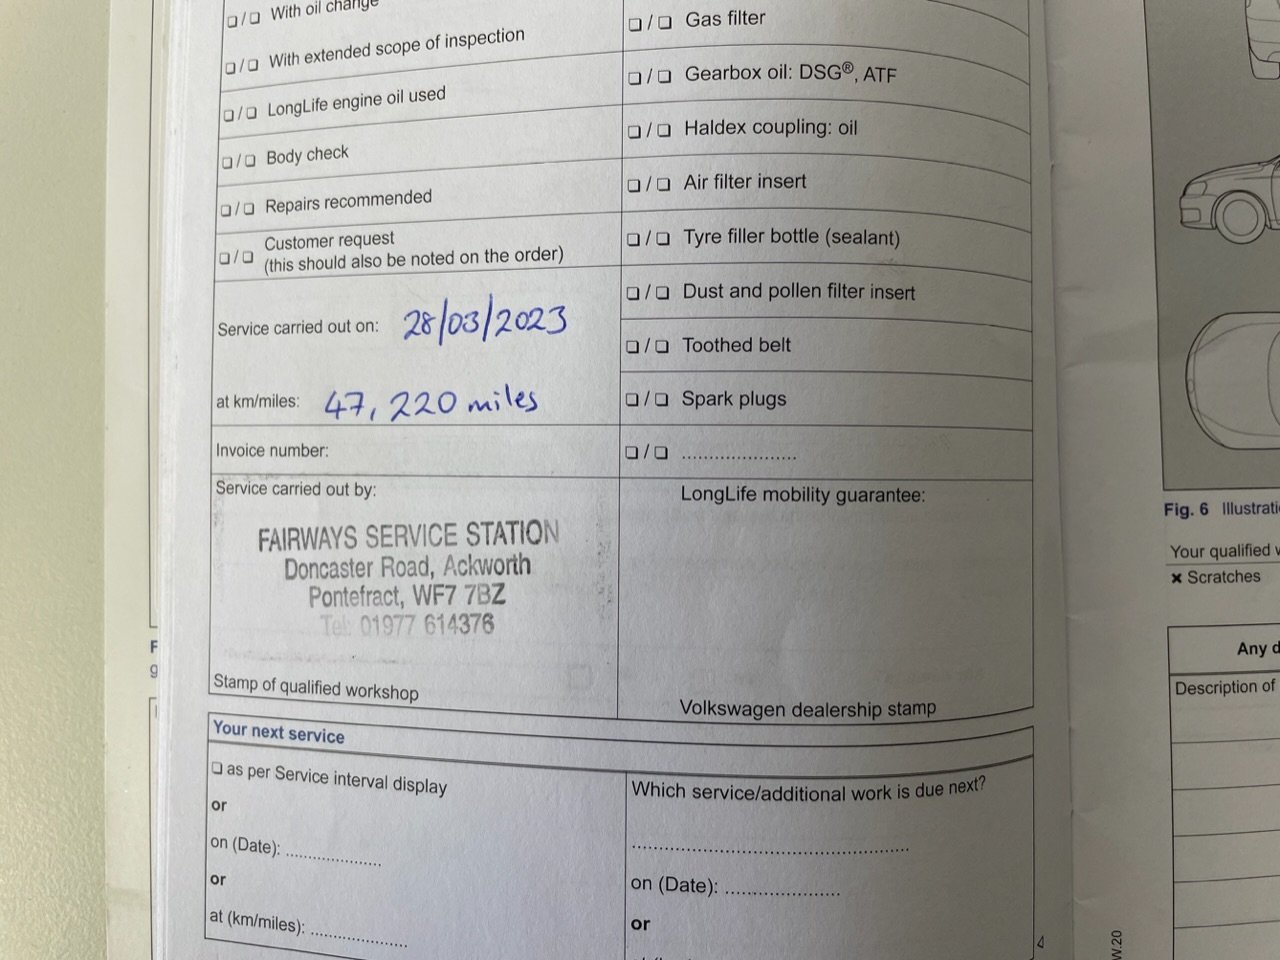 ❏ / ❏ With oil change
❏ / ❏ With extended scope of inspection
❏ / ❏ LongLife engine oil used
❏ / ❏ Body check
❏ / ❏ Repairs recommended
❏ / ❏ Customer request
(this should also be noted on the order)
Service carried out on: 28/03/2023
at km/miles: 47,220 miles
Invoice number:
Service carried out by:
FAIRWAYS SERVICE STATION
Doncaster Road, Ackworth
Pontefract, WF7 7BZ
Tel: 01977 614376
Stamp of qualified workshop
❏ / ❏ Gas filter
❏ / ❏ Gearbox oil: DSG®, ATF
❏ / ❏ Haldex coupling: oil
❏ / ❏ Air filter insert
❏ / ❏ Tyre filler bottle (sealant)
❏ / ❏ Dust and pollen filter insert
❏ / ❏ Toothed belt
❏ / ❏ Spark plugs
❏ / ❏ .....................
LongLife mobility guarantee:
Volkswagen dealership stamp
Your next service
❏ as per Service interval display
or
on (Date): ..................
or
at (km/miles): ..................
Which service/additional work is due next?
..................................................
on (Date): .....................
or
Fig. 6 Illustrati
Your qualified w
✖ Scratches
Any d
Description of
W.20